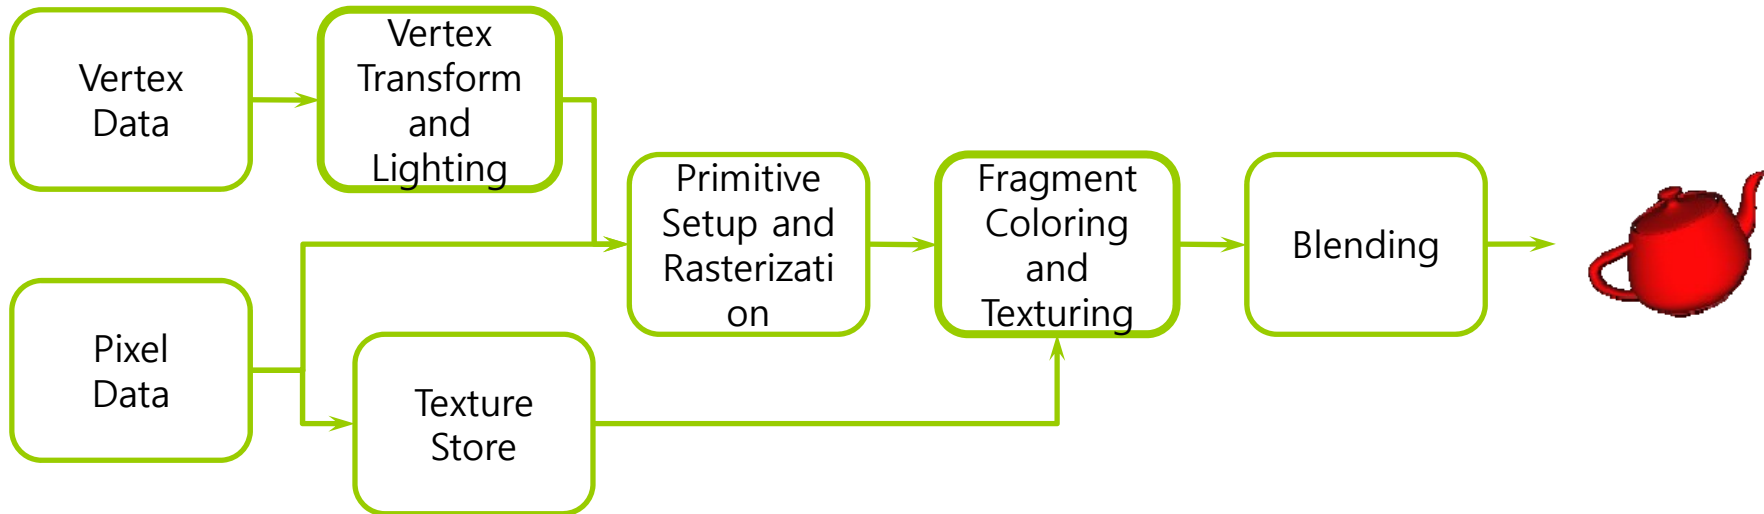 Vertex
Data
Vertex
Transform
and
Lighting
Primitive
Setup and
Rasterizati
on
Fragment
Coloring
and
Texturing
Blending
Pixel
Data
Texture
Store